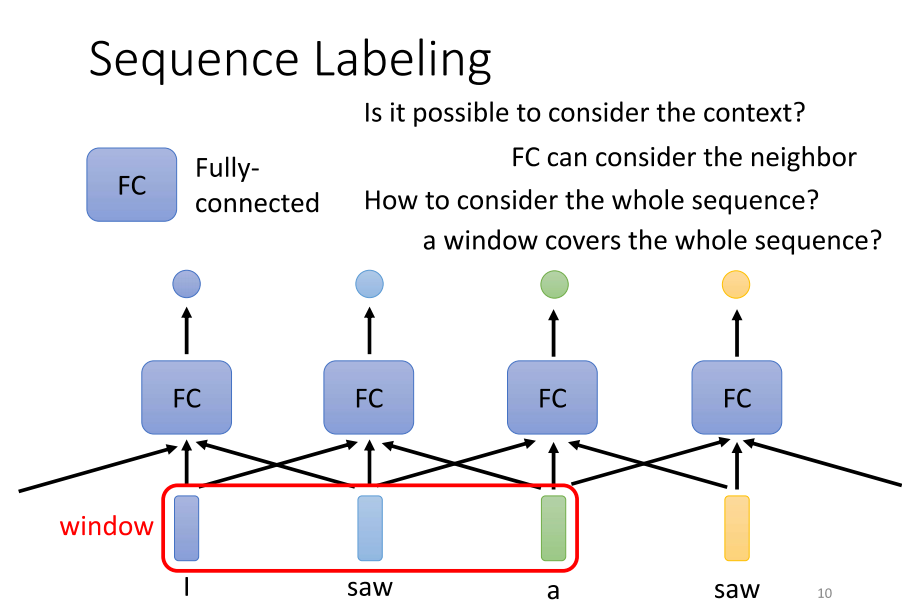 Sequence Labeling
Is it possible to consider the context?
FC can consider the neighbor
How to consider the whole sequence?
a window covers the whole sequence?
FC
Fully-
connected
FC FC FC FC
window
I saw a saw
10